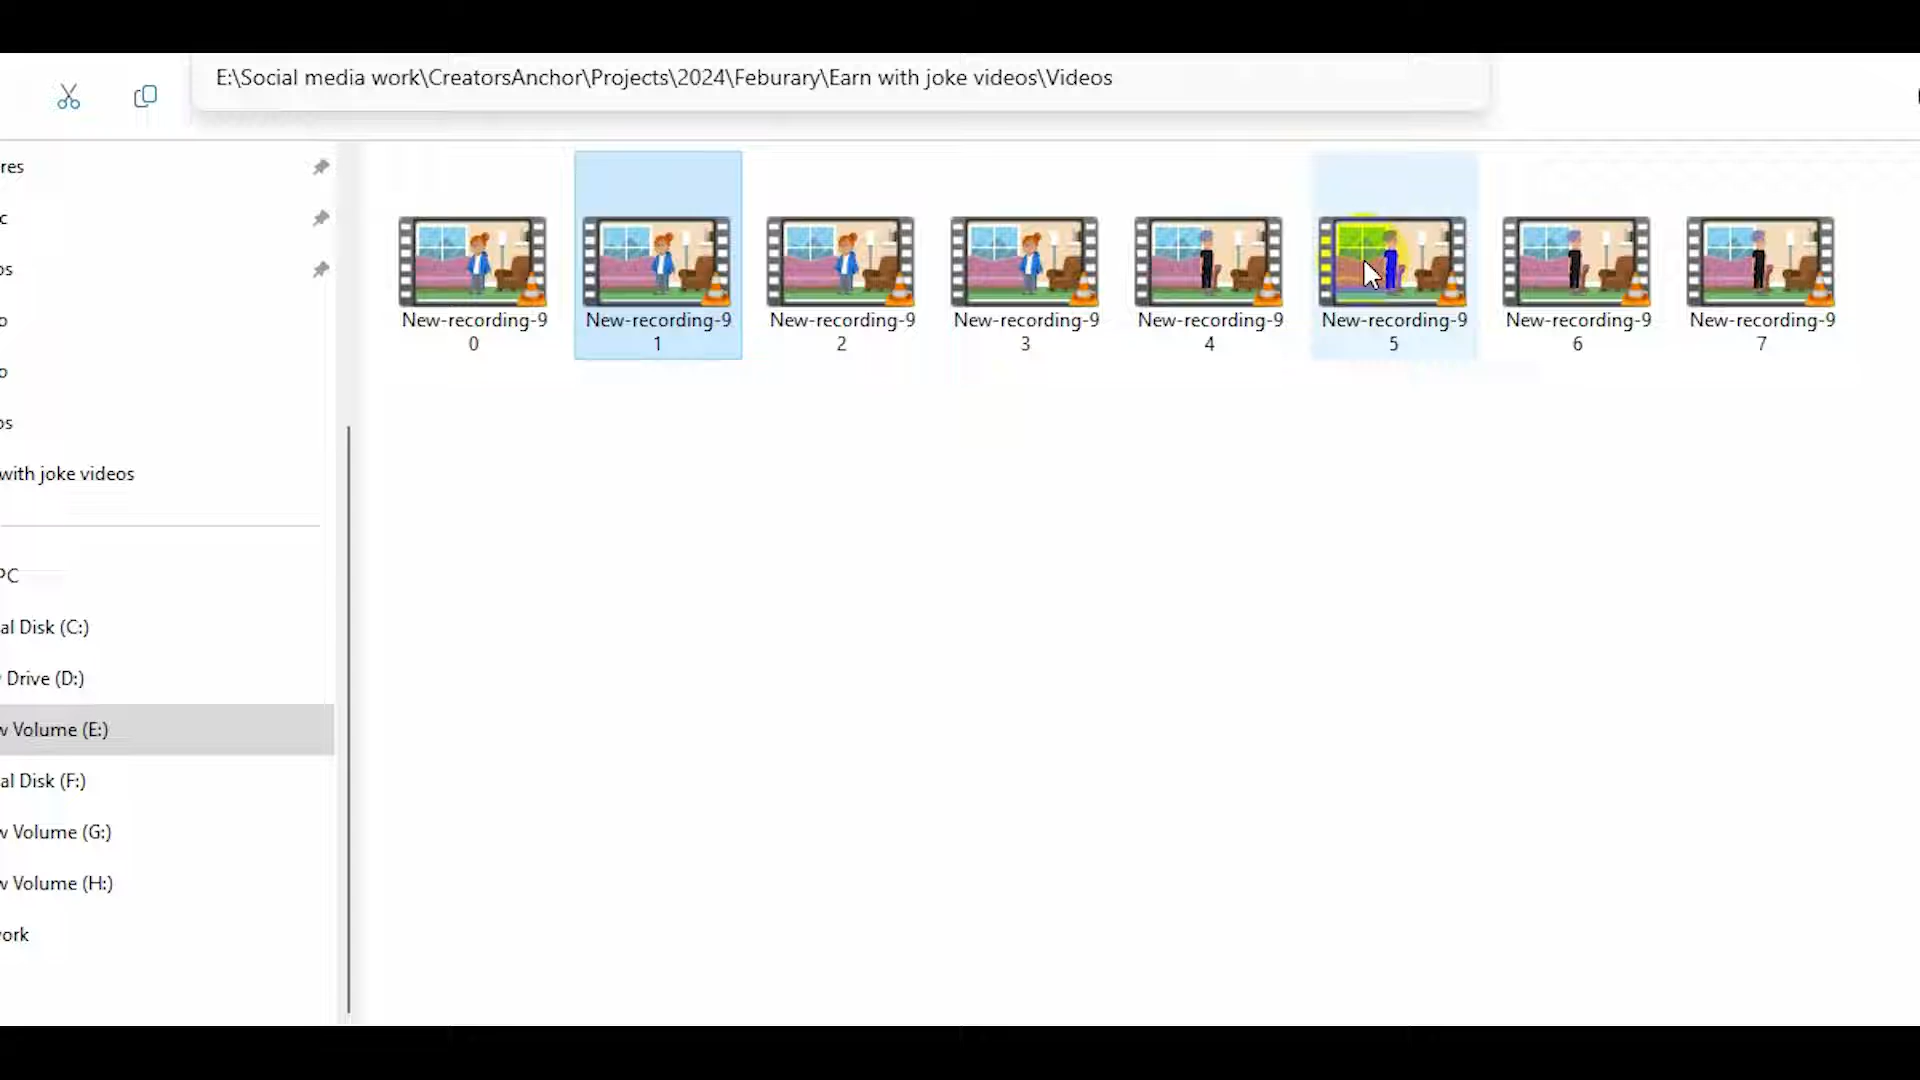 E:\Social media work\CreatorsAnchor\Projects\2024\Feburary\Earn with joke videos\Videos
res
c
os
o
o
os
with joke videos
PC
al Disk (C:)
Drive (D:)
w Volume (E:)
al Disk (F:)
w Volume (G:)
w Volume (H:)
ork
New-recording-9
0
New-recording-9
1
New-recording-9
2
New-recording-9
3
New-recording-9
4
New-recording-9
5
New-recording-9
6
New-recording-9
7